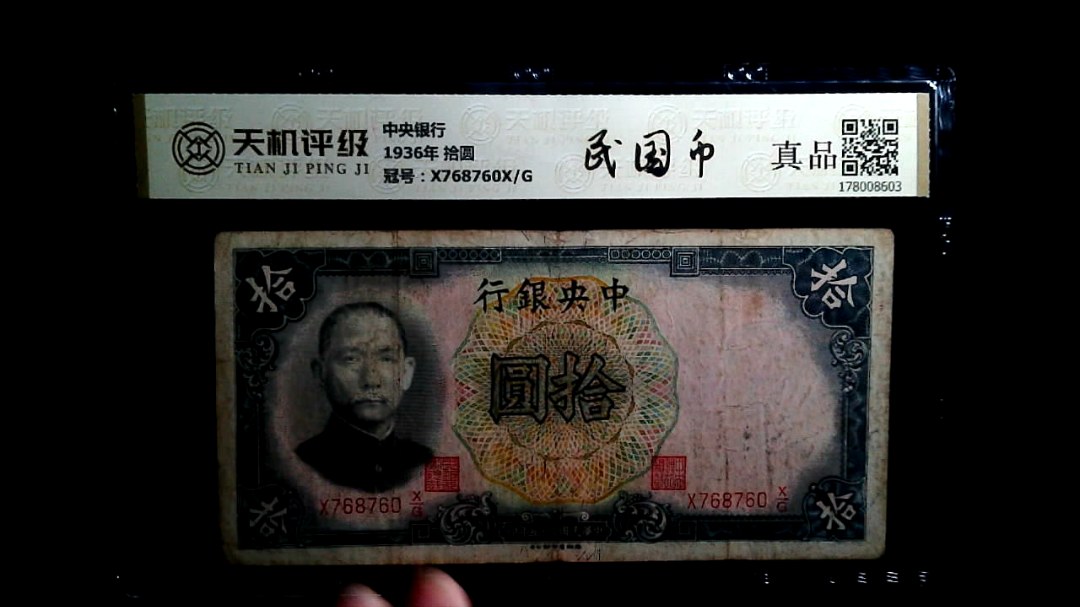 天机评级
TIAN JI PING JI
中央银行
1936年 拾圆
冠号：X768760X/G
民国币
真品
178008603
拾
拾
行銀央中
圓拾
X768760 X/G
X768760 X/G
拾
拾